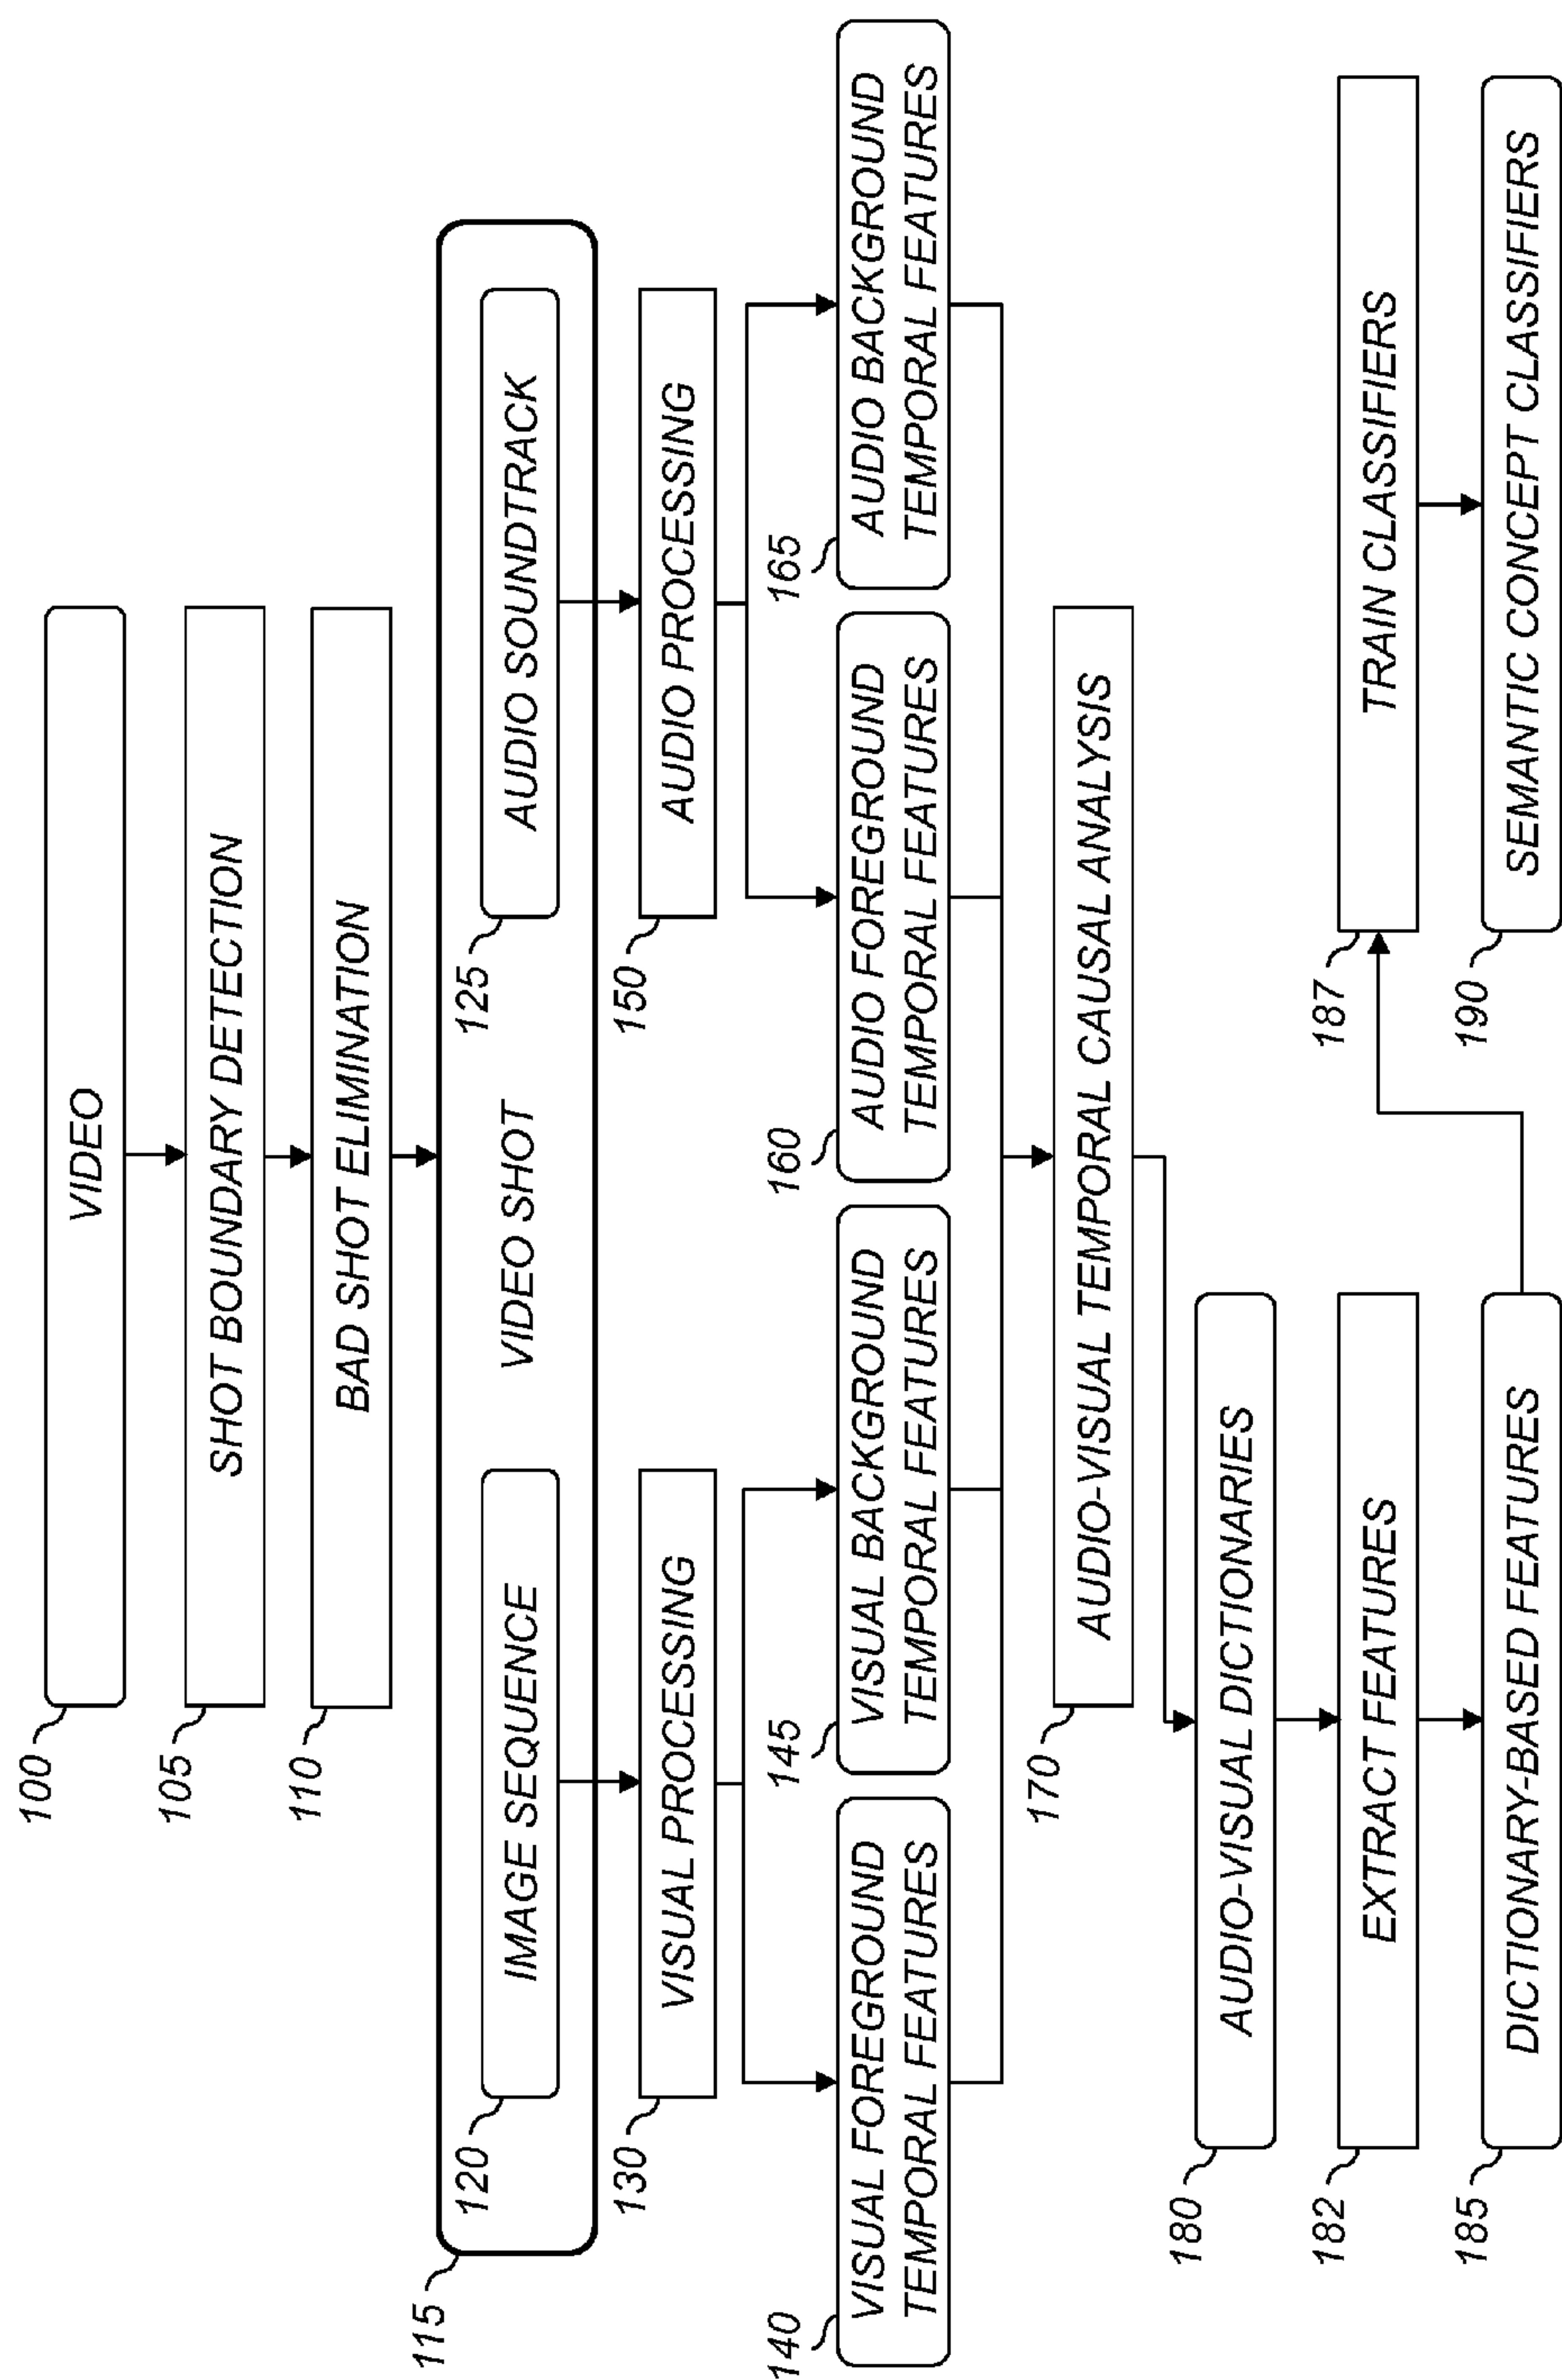 100
VIDEO
105
SHOT BOUNDARY DETECTION
110
BAD SHOT ELIMINATION
115
VIDEO SHOT
120
IMAGE SEQUENCE
125
AUDIO SOUNDTRACK
130
VISUAL PROCESSING
150
AUDIO PROCESSING
140
VISUAL FOREGROUND
TEMPORAL FEATURES
145
VISUAL BACKGROUND
TEMPORAL FEATURES
160
AUDIO FOREGROUND
TEMPORAL FEATURES
165
AUDIO BACKGROUND
TEMPORAL FEATURES
170
AUDIO-VISUAL TEMPORAL CAUSAL ANALYSIS
180
AUDIO-VISUAL DICTIONARIES
182
EXTRACT FEATURES
185
DICTIONARY-BASED FEATURES
187
TRAIN CLASSIFIERS
190
SEMANTIC CONCEPT CLASSIFIERS